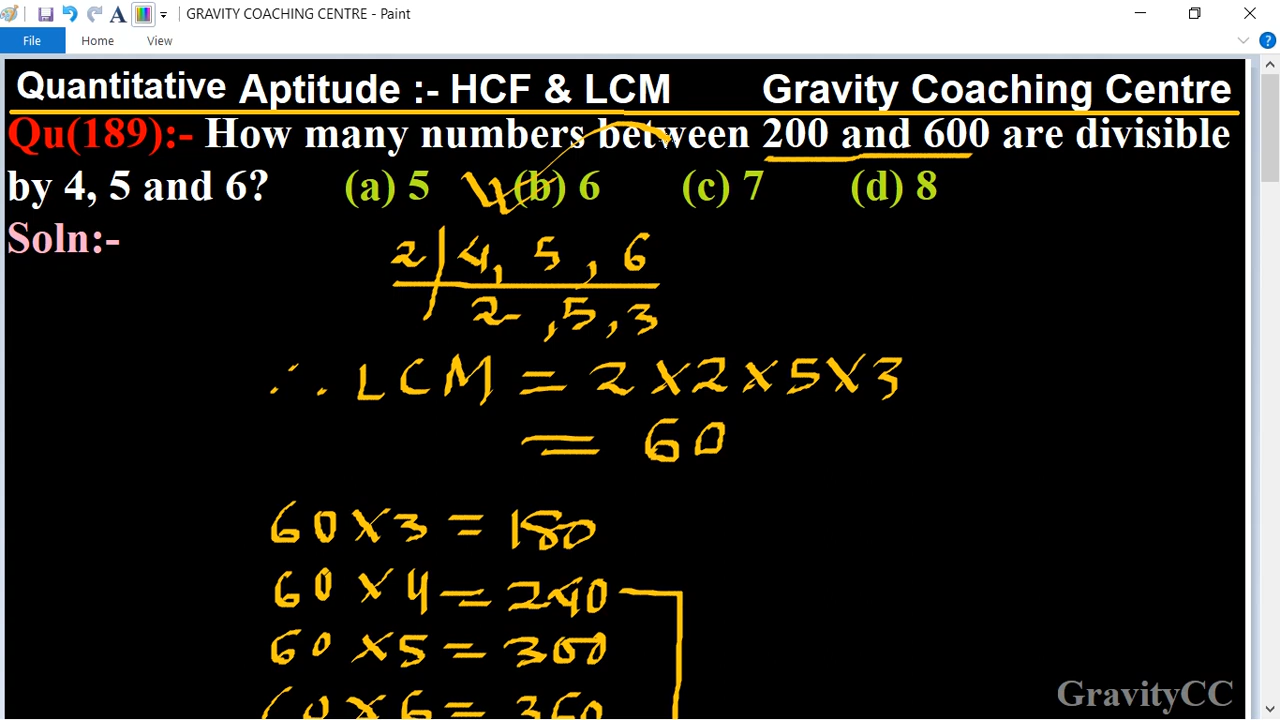 GRAVITY COACHING CENTRE - Paint
File Home View
Quantitative Aptitude :- HCF & LCM Gravity Coaching Centre
Qu(189):- How many numbers between 200 and 600 are divisible
by 4, 5 and 6? (a) 5 (b) 6 (c) 7 (d) 8
Soln:-
2 | 4, 5, 6
2, 5, 3
∴ LCM = 2×2×5×3
= 60
60×3 = 180
60×4 = 240
60×5 = 300
60×6 = 360
GravityCC